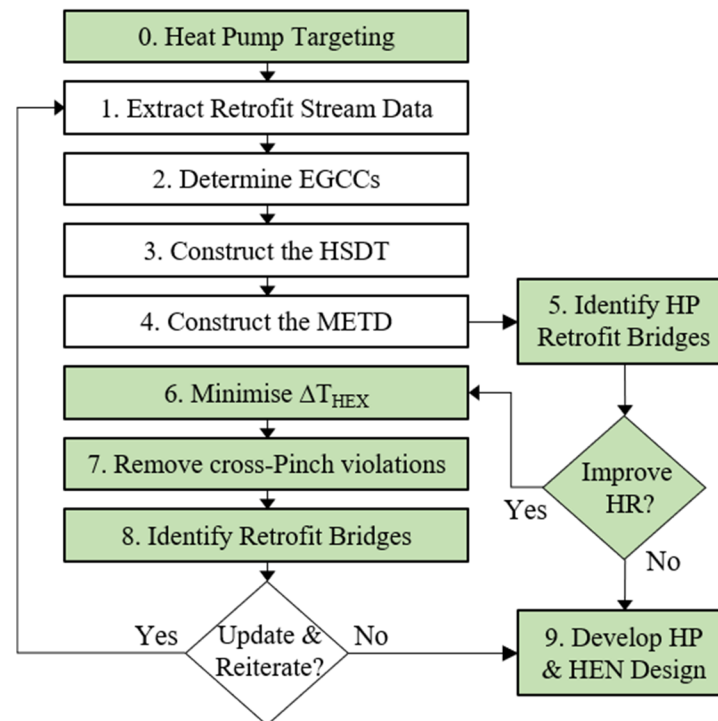 0. Heat Pump Targeting
1. Extract Retrofit Stream Data
2. Determine EGCCs
3. Construct the HSDT
4. Construct the METD
5. Identify HP
Retrofit Bridges
6. Minimise ΔT_HEX
7. Remove cross-Pinch violations
8. Identify Retrofit Bridges
Improve
HR?
Yes
No
Yes
Update &
Reiterate?
No
9. Develop HP
& HEN Design